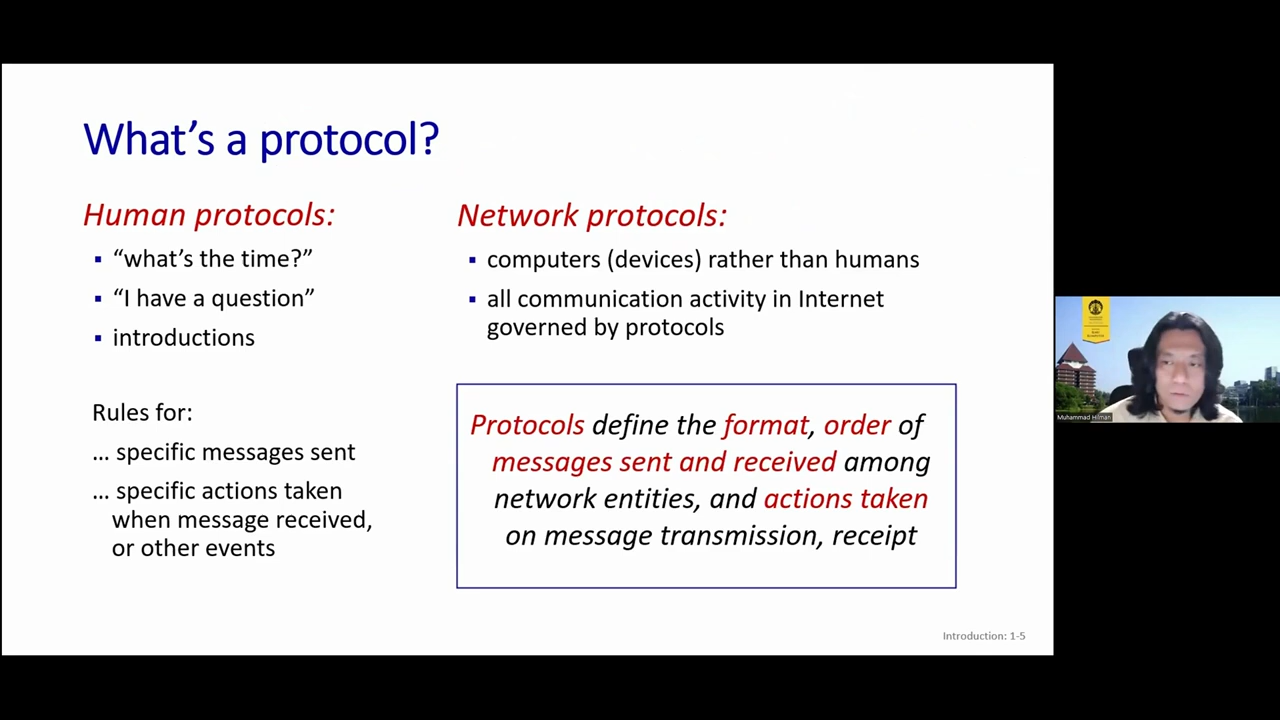 What's a protocol?
Human protocols:
▪ “what’s the time?”
▪ “I have a question”
▪ introductions
Rules for:
... specific messages sent
... specific actions taken
when message received,
or other events
Network protocols:
▪ computers (devices) rather than humans
▪ all communication activity in Internet
governed by protocols
Protocols define the format, order of
messages sent and received among
network entities, and actions taken
on message transmission, receipt
Introduction: 1-5
Muhammad Hilman